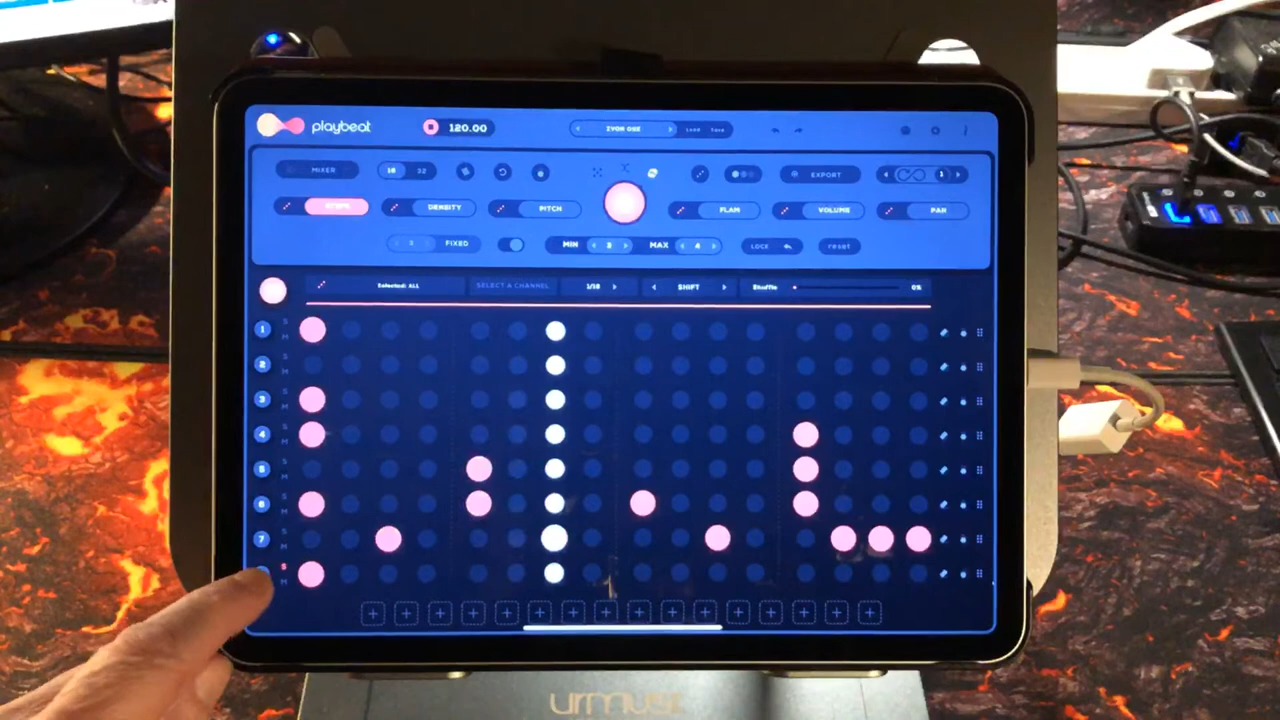 playbeat 120.00 ZVON ONE LOAD Save
MIXER 16 32 EXPORT 1
STEPS DENSITY PITCH FLAM VOLUME PAN
FIXED MIN 3 MAX 4 LOCK reset
Selected: ALL SELECT A CHANNEL 1/16 SHIFT Shuffle 0%
1 S M
2 S M
3 S M
4 S M
5 S M
6 S M
7 S M
S M
urmust